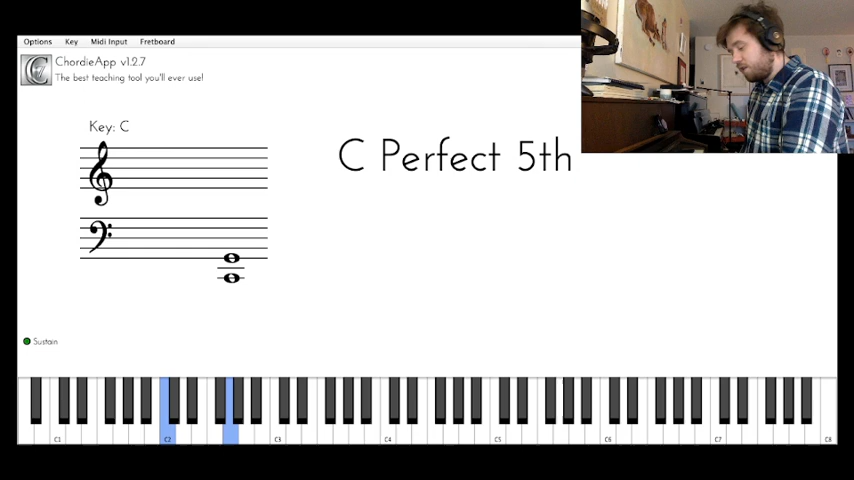 Options Key Midi Input Fretboard
ChordieApp v1.2.7
The best teaching tool you'll ever use!
Key: C
C Perfect 5th
Sustain
C1 C2 C3 C4 C5 C6 C7 C8